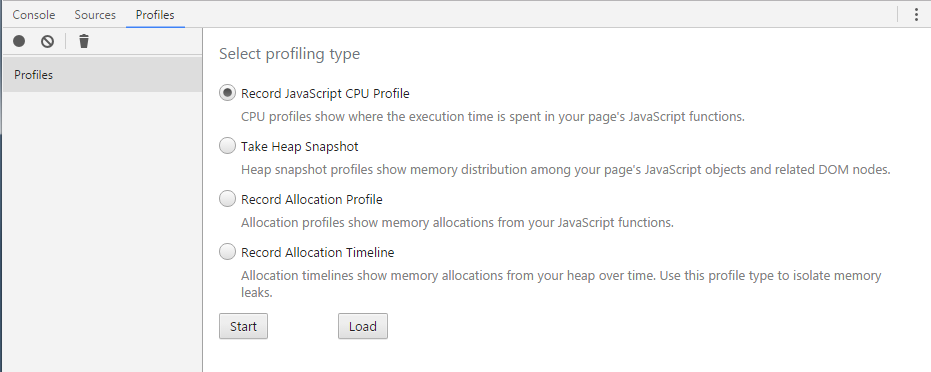 Console Sources Profiles
Profiles
Select profiling type
Record JavaScript CPU Profile
CPU profiles show where the execution time is spent in your page's JavaScript functions.
Take Heap Snapshot
Heap snapshot profiles show memory distribution among your page's JavaScript objects and related DOM nodes.
Record Allocation Profile
Allocation profiles show memory allocations from your JavaScript functions.
Record Allocation Timeline
Allocation timelines show memory allocations from your heap over time. Use this profile type to isolate memory
leaks.
Start Load